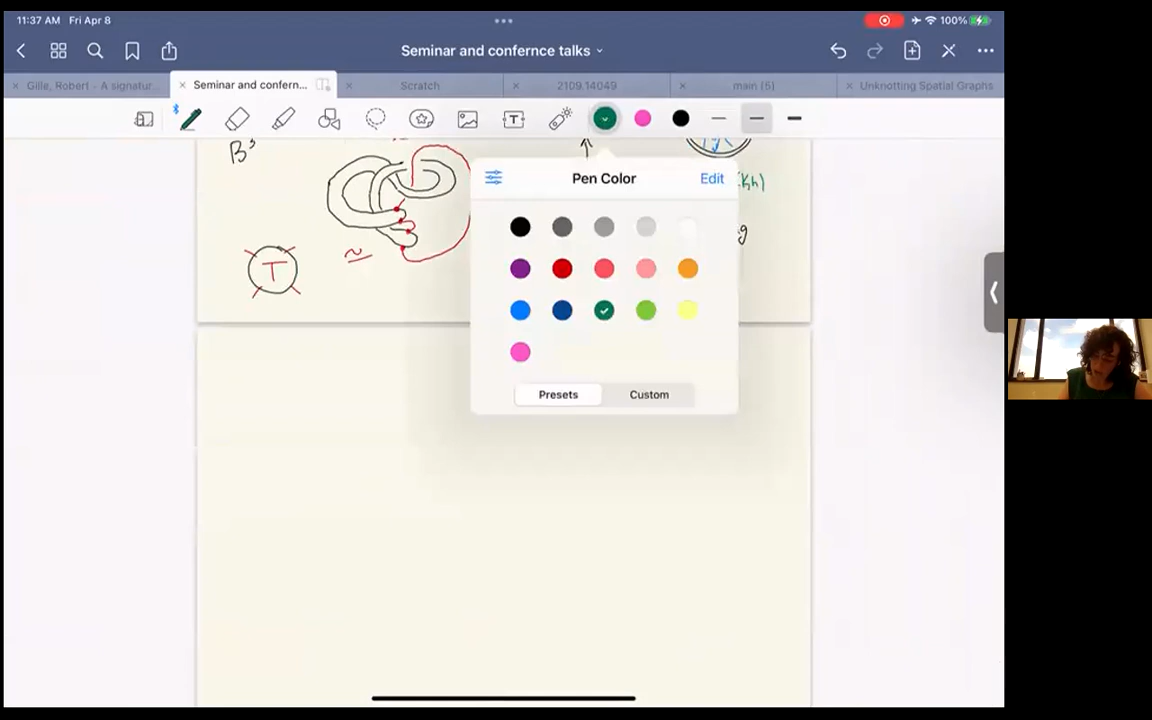 11:37 AM Fri Apr 8
100%
Seminar and confernce talks
Gille, Robert - A signatur...
Seminar and confern...
Scratch
2109.14049
main (5)
Unknotting Spatial Graphs
B³
Pen Color
Edit
(Kh)
T
≃
Presets
Custom